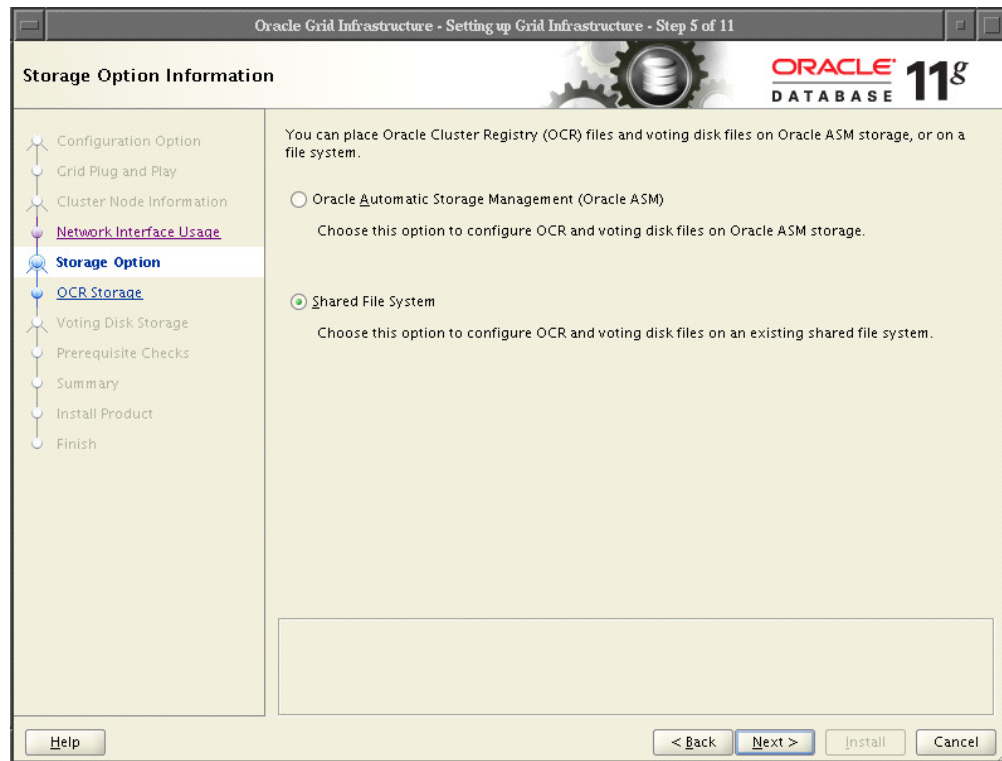 Oracle Grid Infrastructure - Setting up Grid Infrastructure - Step 5 of 11
Storage Option Information
ORACLE 11g
DATABASE
Configuration Option
Grid Plug and Play
Cluster Node Information
Network Interface Usage
Storage Option
OCR Storage
Voting Disk Storage
Prerequisite Checks
Summary
Install Product
Finish
You can place Oracle Cluster Registry (OCR) files and voting disk files on Oracle ASM storage, or on a
file system.
Oracle Automatic Storage Management (Oracle ASM)
Choose this option to configure OCR and voting disk files on Oracle ASM storage.
Shared File System
Choose this option to configure OCR and voting disk files on an existing shared file system.
Help
< Back Next > Install Cancel